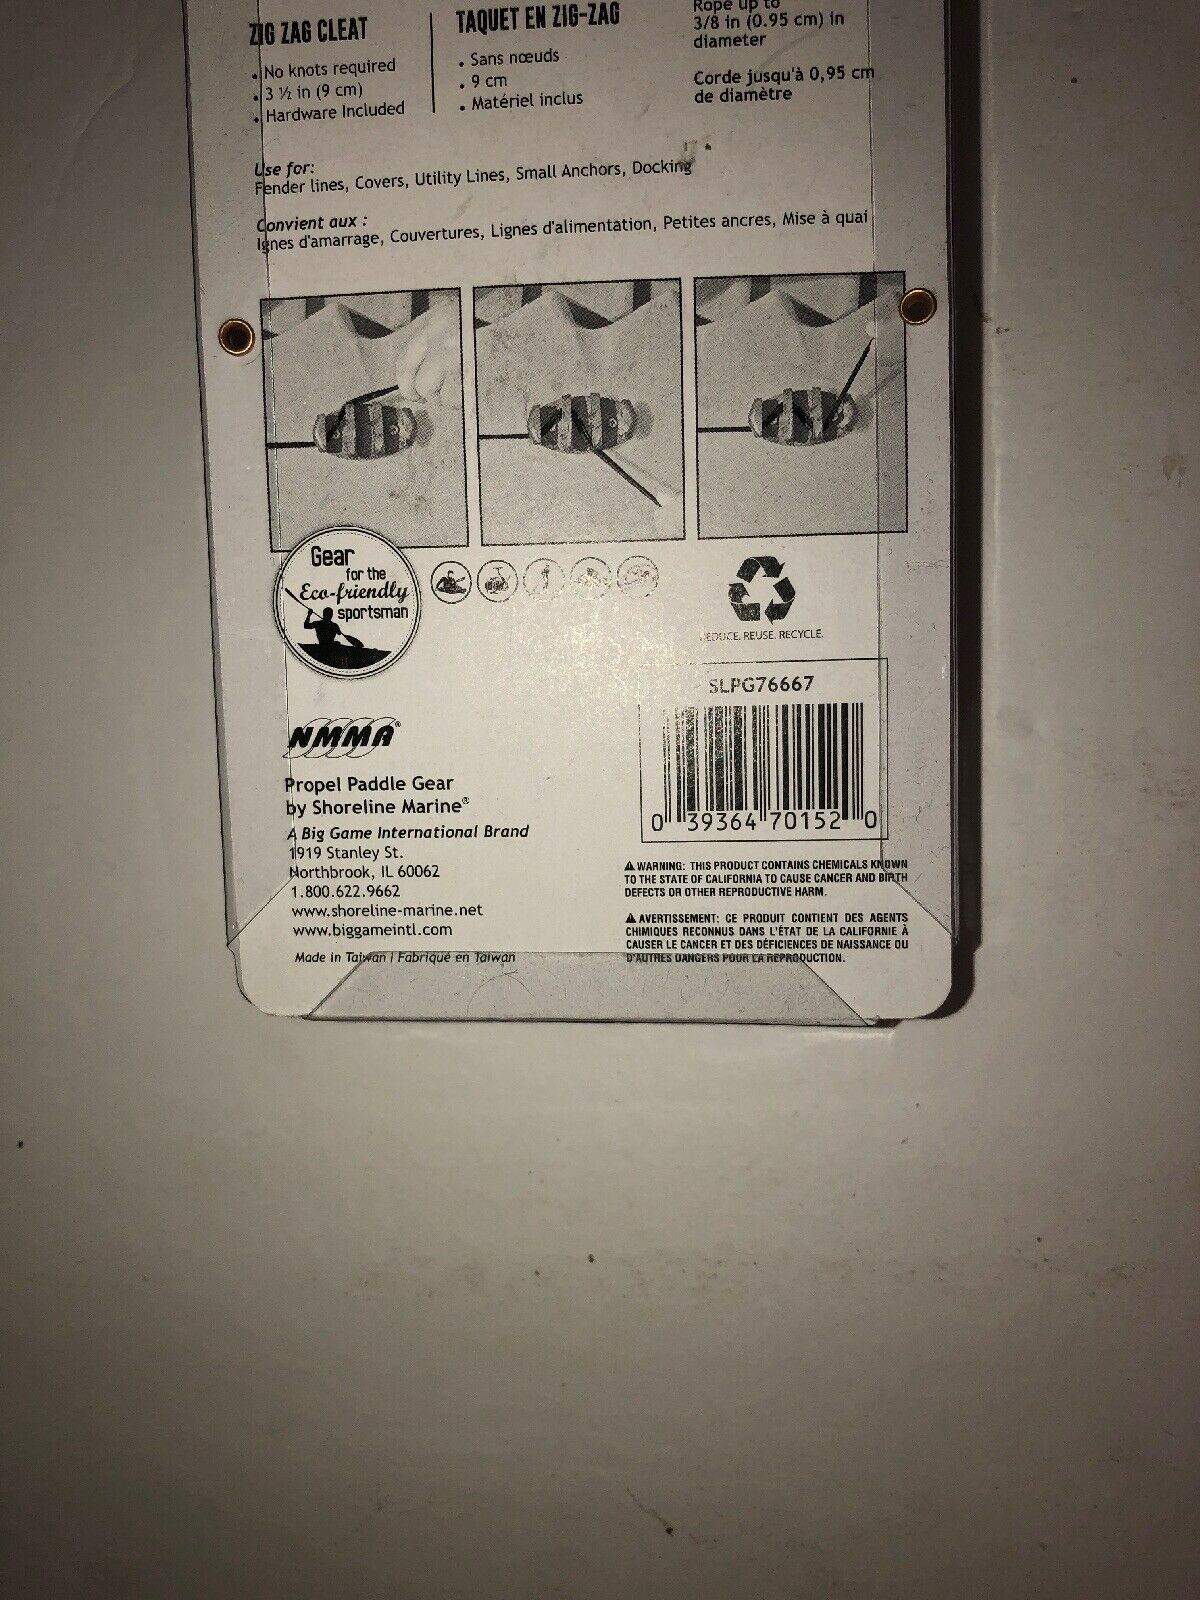 ZIG ZAG CLEAT
• No knots required
• 3 ½ in (9 cm)
• Hardware Included
TAQUET EN ZIG-ZAG
• Sans nœuds
• 9 cm
• Matériel inclus
Rope up to
3/8 in (0.95 cm) in
diameter
Corde jusqu'à 0,95 cm
de diamètre
Use for:
Fender lines, Covers, Utility Lines, Small Anchors, Docking
Convient aux :
lgnes d'amarrage, Couvertures, Lignes d'alimentation, Petites ancres, Mise à quai
Gear
for the
Eco-friendly
sportsman
REDUCE. REUSE. RECYCLE.
SLPG76667
0 39364 70152 0
NMMA®
Propel Paddle Gear
by Shoreline Marine®
A Big Game International Brand
1919 Stanley St.
Northbrook, IL 60062
1.800.622.9662
www.shoreline-marine.net
www.biggameintl.com
Made in Taiwan | Fabriqué en Taiwan
⚠ WARNING: THIS PRODUCT CONTAINS CHEMICALS KNOWN
TO THE STATE OF CALIFORNIA TO CAUSE CANCER AND BIRTH
DEFECTS OR OTHER REPRODUCTIVE HARM.
⚠ AVERTISSEMENT: CE PRODUIT CONTIENT DES AGENTS
CHIMIQUES RECONNUS DANS L'ÉTAT DE LA CALIFORNIE À
CAUSER LE CANCER ET DES DÉFICIENCES DE NAISSANCE OU
D'AUTRES DANGERS POUR LA REPRODUCTION.